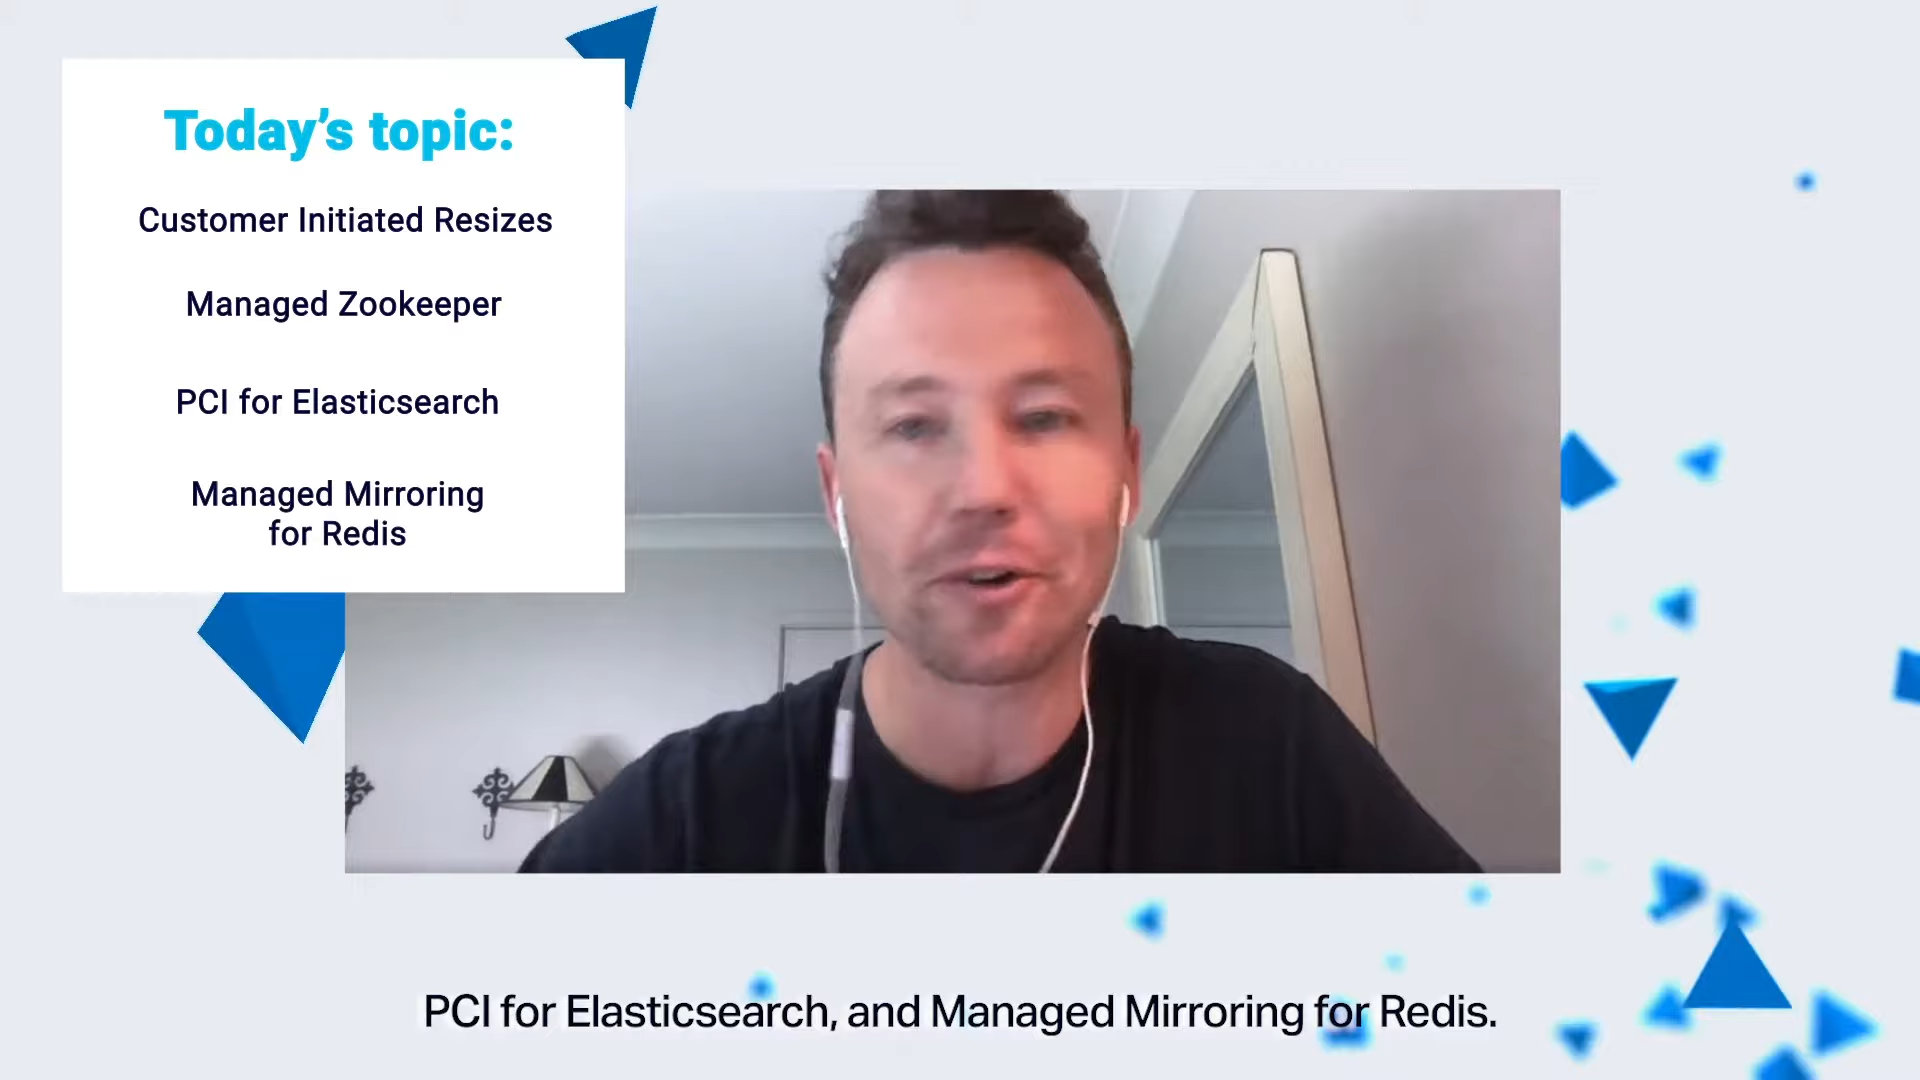 Today’s topic:
Customer Initiated Resizes
Managed Zookeeper
PCI for Elasticsearch
Managed Mirroring
for Redis
PCI for Elasticsearch, and Managed Mirroring for Redis.